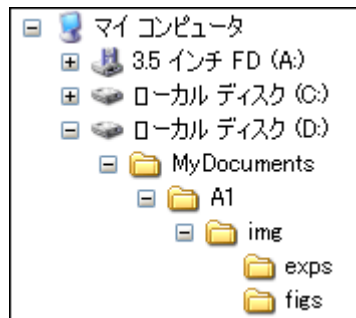 マイ コンピュータ
3.5 インチ FD (A:)
ローカル ディスク (C:)
ローカル ディスク (D:)
MyDocuments
A1
img
exps
figs